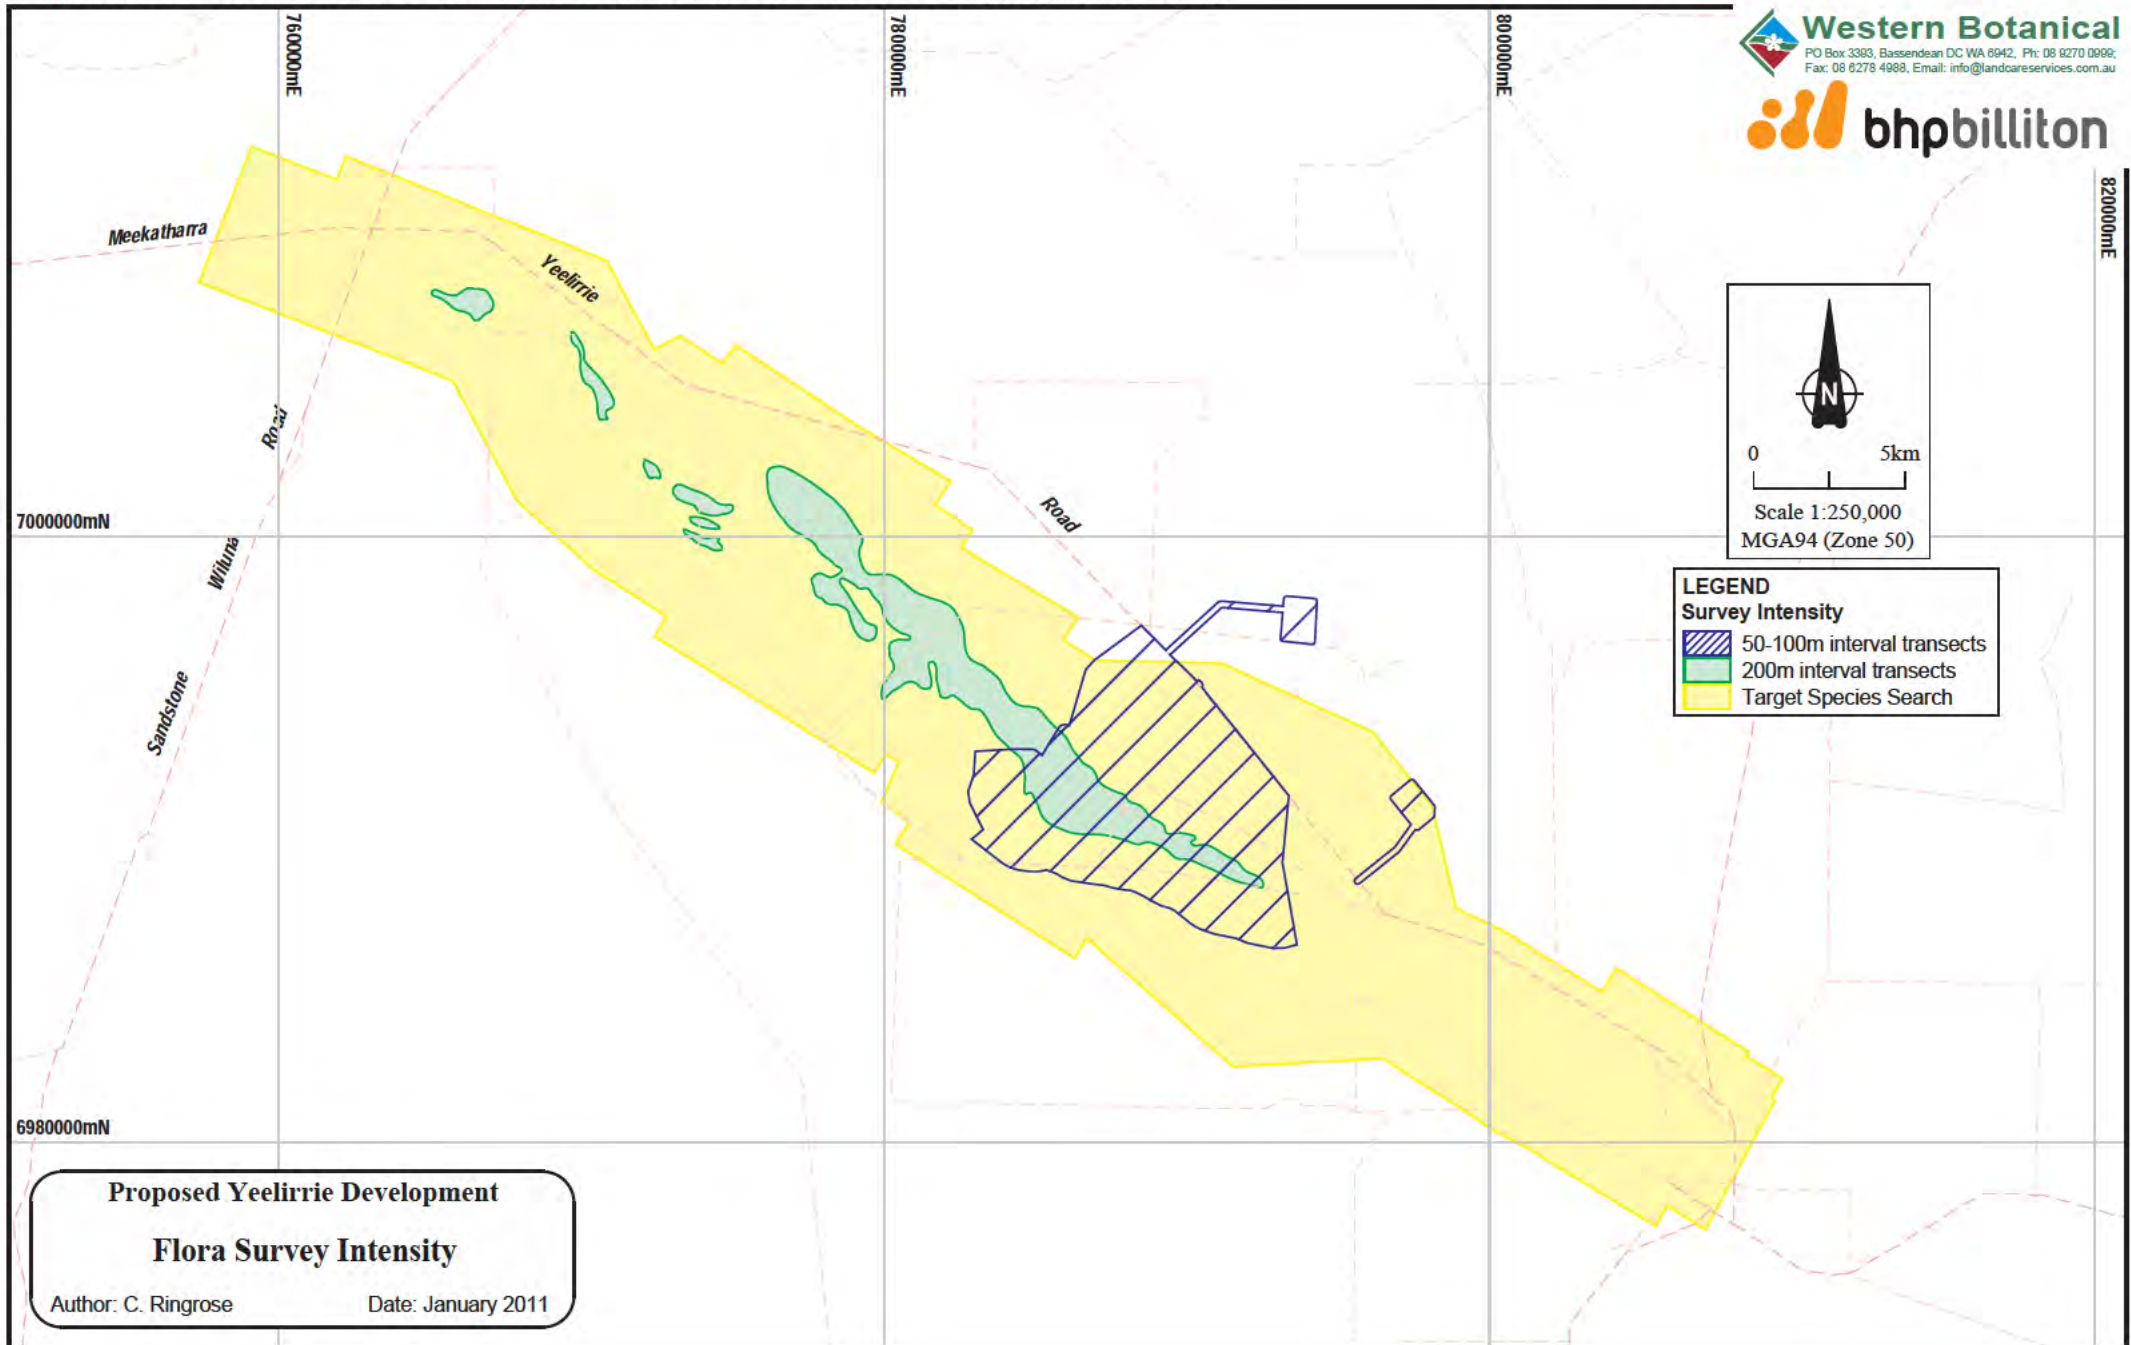 760000mE
780000mE
800000mE
820000mE
Western Botanical
PO Box 3393, Bassendean DC WA 6942, Ph: 08 9270 0999;
Fax: 08 6278 4988, Email: info@landcareservices.com.au
bhpbilliton
Meekatharra
Yeelirrie
Road
Road
Wiluna
Sandstone
7000000mN
6980000mN
N
0 5km
Scale 1:250,000
MGA94 (Zone 50)
LEGEND
Survey Intensity
50-100m interval transects
200m interval transects
Target Species Search
Proposed Yeelirrie Development
Flora Survey Intensity
Author: C. Ringrose Date: January 2011